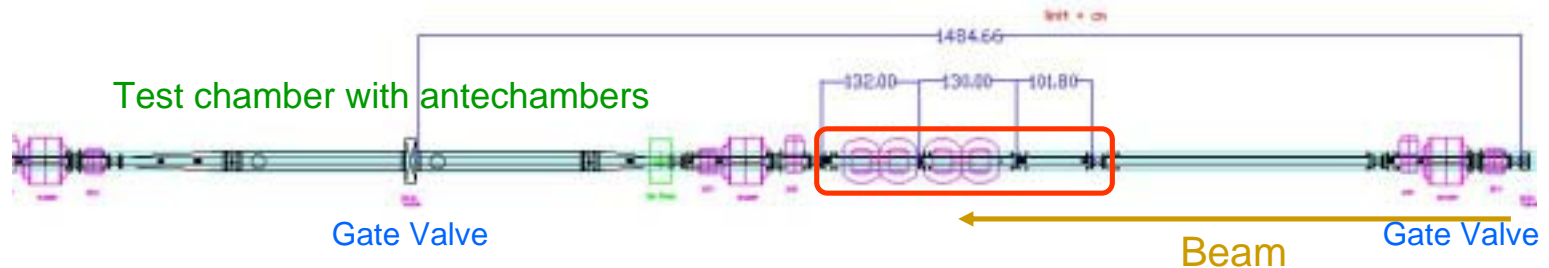 Unit = cm
1484.66
132.00 130.00 101.80
Test chamber with antechambers
Gate Valve
Gate Valve
Beam